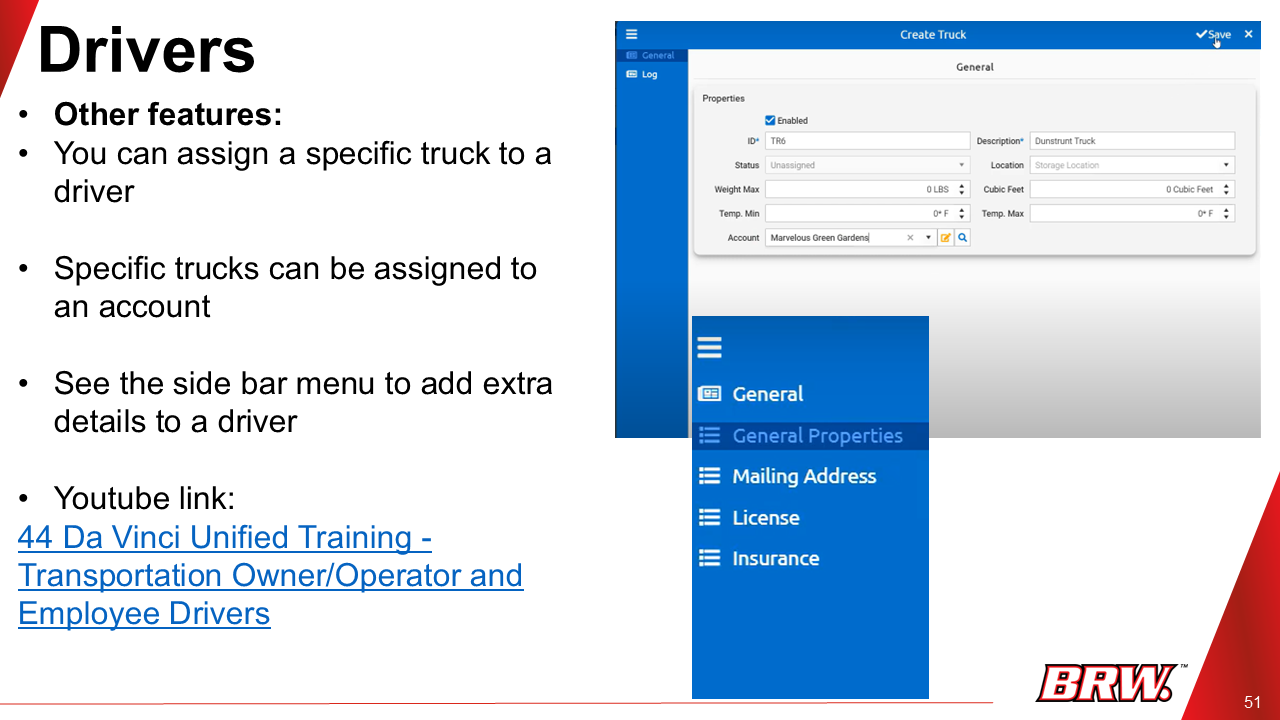 Drivers
• Other features:
• You can assign a specific truck to a
driver
• Specific trucks can be assigned to
an account
• See the side bar menu to add extra
details to a driver
• Youtube link:
44 Da Vinci Unified Training -
Transportation Owner/Operator and
Employee Drivers
Create Truck
Save
General
Log
General
Properties
Enabled
ID* TR6 Description* Dunstrunt Truck
Status Unassigned Location Storage Location
Weight Max 0 LBS Cubic Feet 0 Cubic Feet
Temp. Min 0° F Temp. Max 0° F
Account Marvelous Green Gardens
General
General Properties
Mailing Address
License
Insurance
BRW.™
51